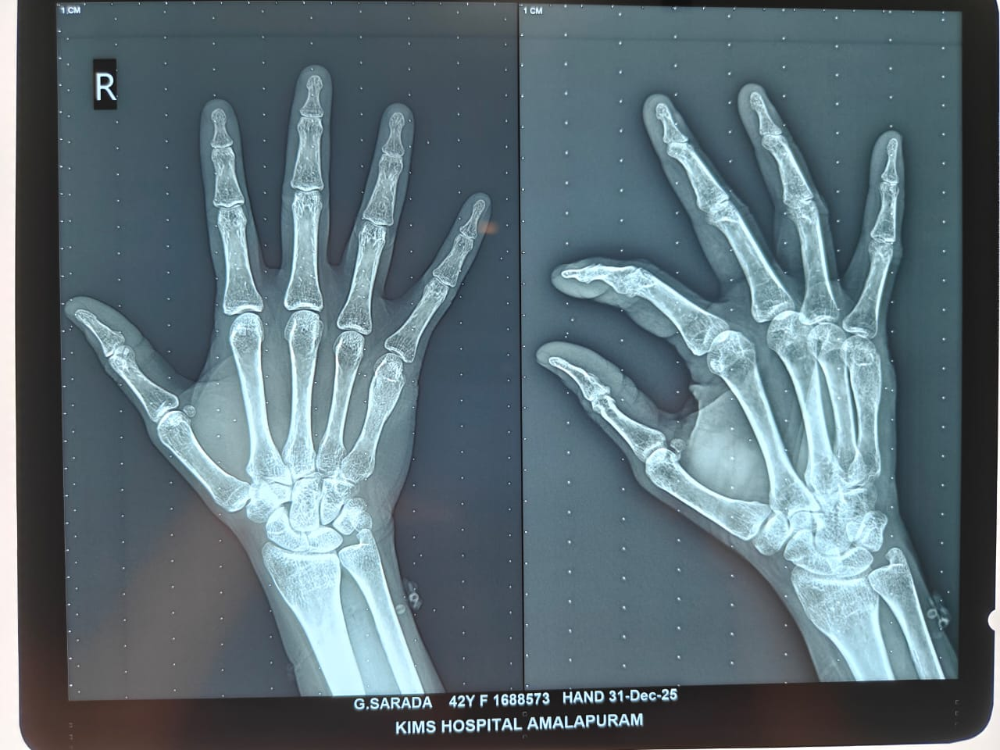 1 CM
1 CM
R
G.SARADA 42Y F 1688573 HAND 31-Dec-25
KIMS HOSPITAL AMALAPURAM